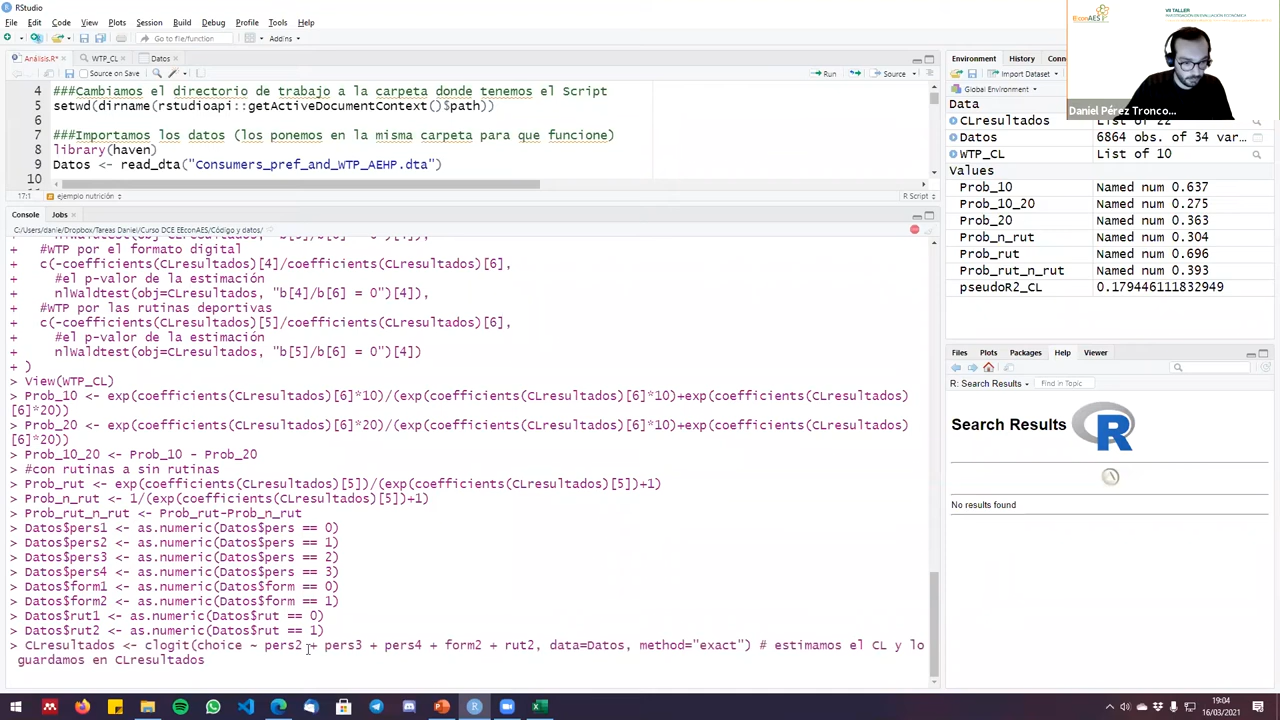 RStudio
File Edit Code View Plots Session Build Debug Profile Tools Help
Go to file/function
Addins
Análisis.R*
WTP_CL
Datos
Source on Save
Run
Source
4 ###Cambiamos el directorio de trabajo a la carpeta donde tenemos el Script
5 setwd(dirname(rstudioapi::getActiveDocumentContext()$path))
6
7 ###Importamos los datos (los ponemos en la misma carpeta para que funcione)
8 library(haven)
9 Datos <- read_dta("Consumers_pref_and_WTP_AEHP.dta")
10
17:1 ejemplo nutrición R Script
Console Jobs
C:/Users/danie/Dropbox/Tareas Daniel/Curso DCE EEconAES/Código y datos/
+ #WTP por el formato digital
+ c(-coefficients(CLresultados)[4]/coefficients(CLresultados)[6],
+ #el p-valor de la estimación
+ nlWaldtest(obj=CLresultados, "b[4]/b[6] = 0")[4]),
+ #WTP por las rutinas deportivas
+ c(-coefficients(CLresultados)[5]/coefficients(CLresultados)[6],
+ #el p-valor de la estimación
+ nlWaldtest(obj=CLresultados, "b[5]/b[6] = 0")[4])
+ )
> View(WTP_CL)
> Prob_10 <- exp(coefficients(CLresultados)[6]*10)/(exp(coefficients(CLresultados)[6]*10)+exp(coefficients(CLresultados)
[6]*20))
> Prob_20 <- exp(coefficients(CLresultados)[6]*20)/(exp(coefficients(CLresultados)[6]*10)+exp(coefficients(CLresultados)
[6]*20))
> Prob_10_20 <- Prob_10 - Prob_20
> #con rutinas a sin rutinas
> Prob_rut <- exp(coefficients(CLresultados)[5])/(exp(coefficients(CLresultados)[5])+1)
> Prob_n_rut <- 1/(exp(coefficients(CLresultados)[5])+1)
> Prob_rut_n_rut <- Prob_rut-Prob_n_rut
> Datos$pers1 <- as.numeric(Datos$pers == 0)
> Datos$pers2 <- as.numeric(Datos$pers == 1)
> Datos$pers3 <- as.numeric(Datos$pers == 2)
> Datos$pers4 <- as.numeric(Datos$pers == 3)
> Datos$form1 <- as.numeric(Datos$form == 0)
> Datos$form2 <- as.numeric(Datos$form == 1)
> Datos$rut1 <- as.numeric(Datos$rut == 0)
> Datos$rut2 <- as.numeric(Datos$rut == 1)
> CLresultados <- clogit(choice ~ pers2 + pers3 + pers4 + form2 + rut2, data=Datos, method="exact") # estimamos el CL y lo
guardamos en CLresultados
Environment History
Import Dataset
Global Environment
Data
CLresultados List of 22
Datos 6864 obs. of 34 var…
WTP_CL List of 10
Values
Prob_10 Named num 0.637
Prob_10_20 Named num 0.275
Prob_20 Named num 0.363
Prob_n_rut Named num 0.304
Prob_rut Named num 0.696
Prob_rut_n_rut Named num 0.393
pseudoR2_CL 0.179446111832949
Files Plots Packages Help Viewer
R: Search Results Find in Topic
Search Results R
No results found
EconAES
VII TALLER
INVESTIGACIÓN EN EVALUACIÓN ECONÓMICA
Daniel Pérez Tronco...
19:04
16/03/2021